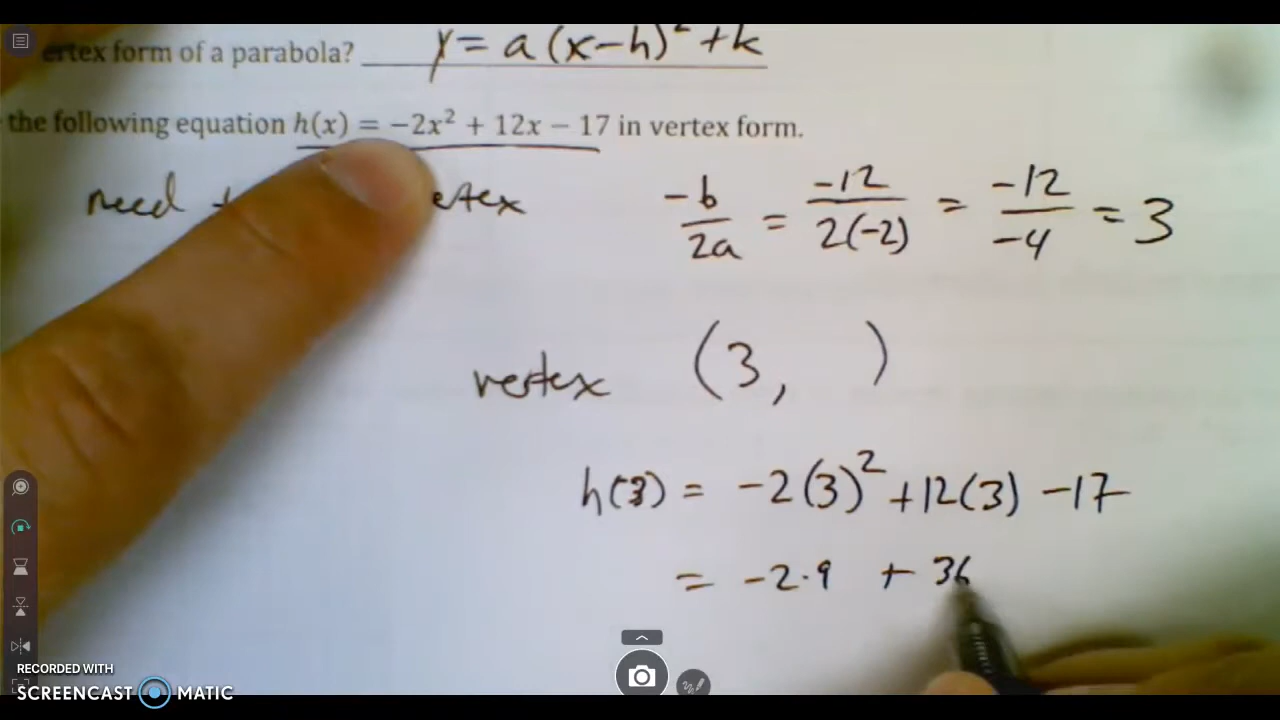 ertex form of a parabola? y = a (x-h)² + k
the following equation h(x) = −2x² + 12x − 17 in vertex form.
need etex
-b/2a = -12/2(-2) = -12/-4 = 3
vertex (3, )
h(3) = -2(3)² + 12(3) - 17
= -2·9 + 36
RECORDED WITH
SCREENCAST MATIC